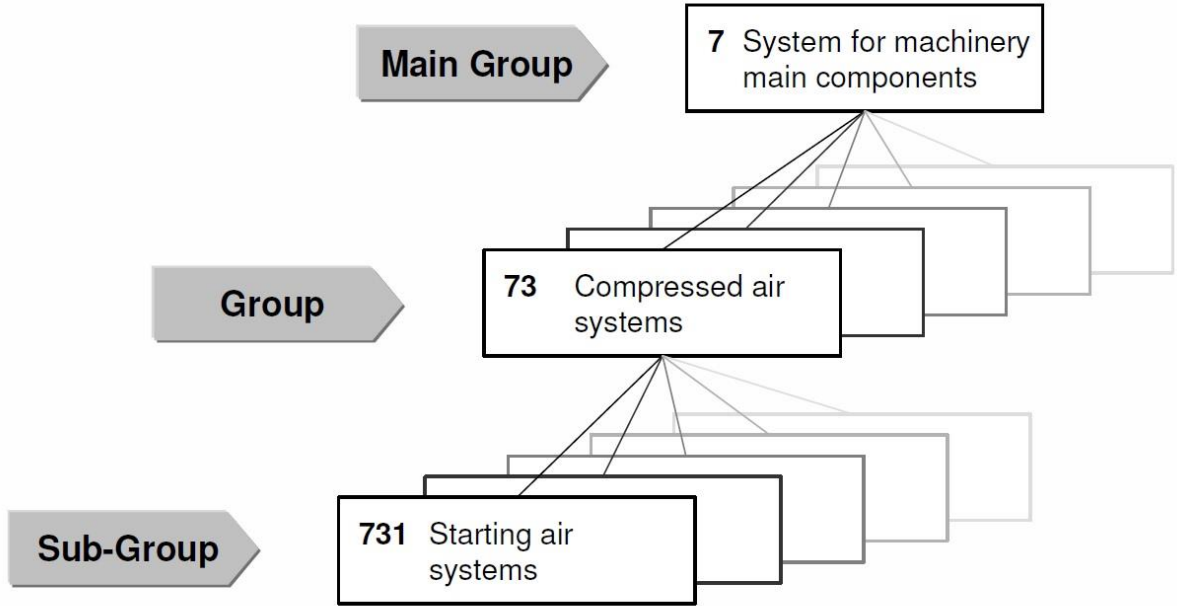 Main Group
7 System for machinery
main components
Group
73 Compressed air
systems
Sub-Group
731 Starting air
systems